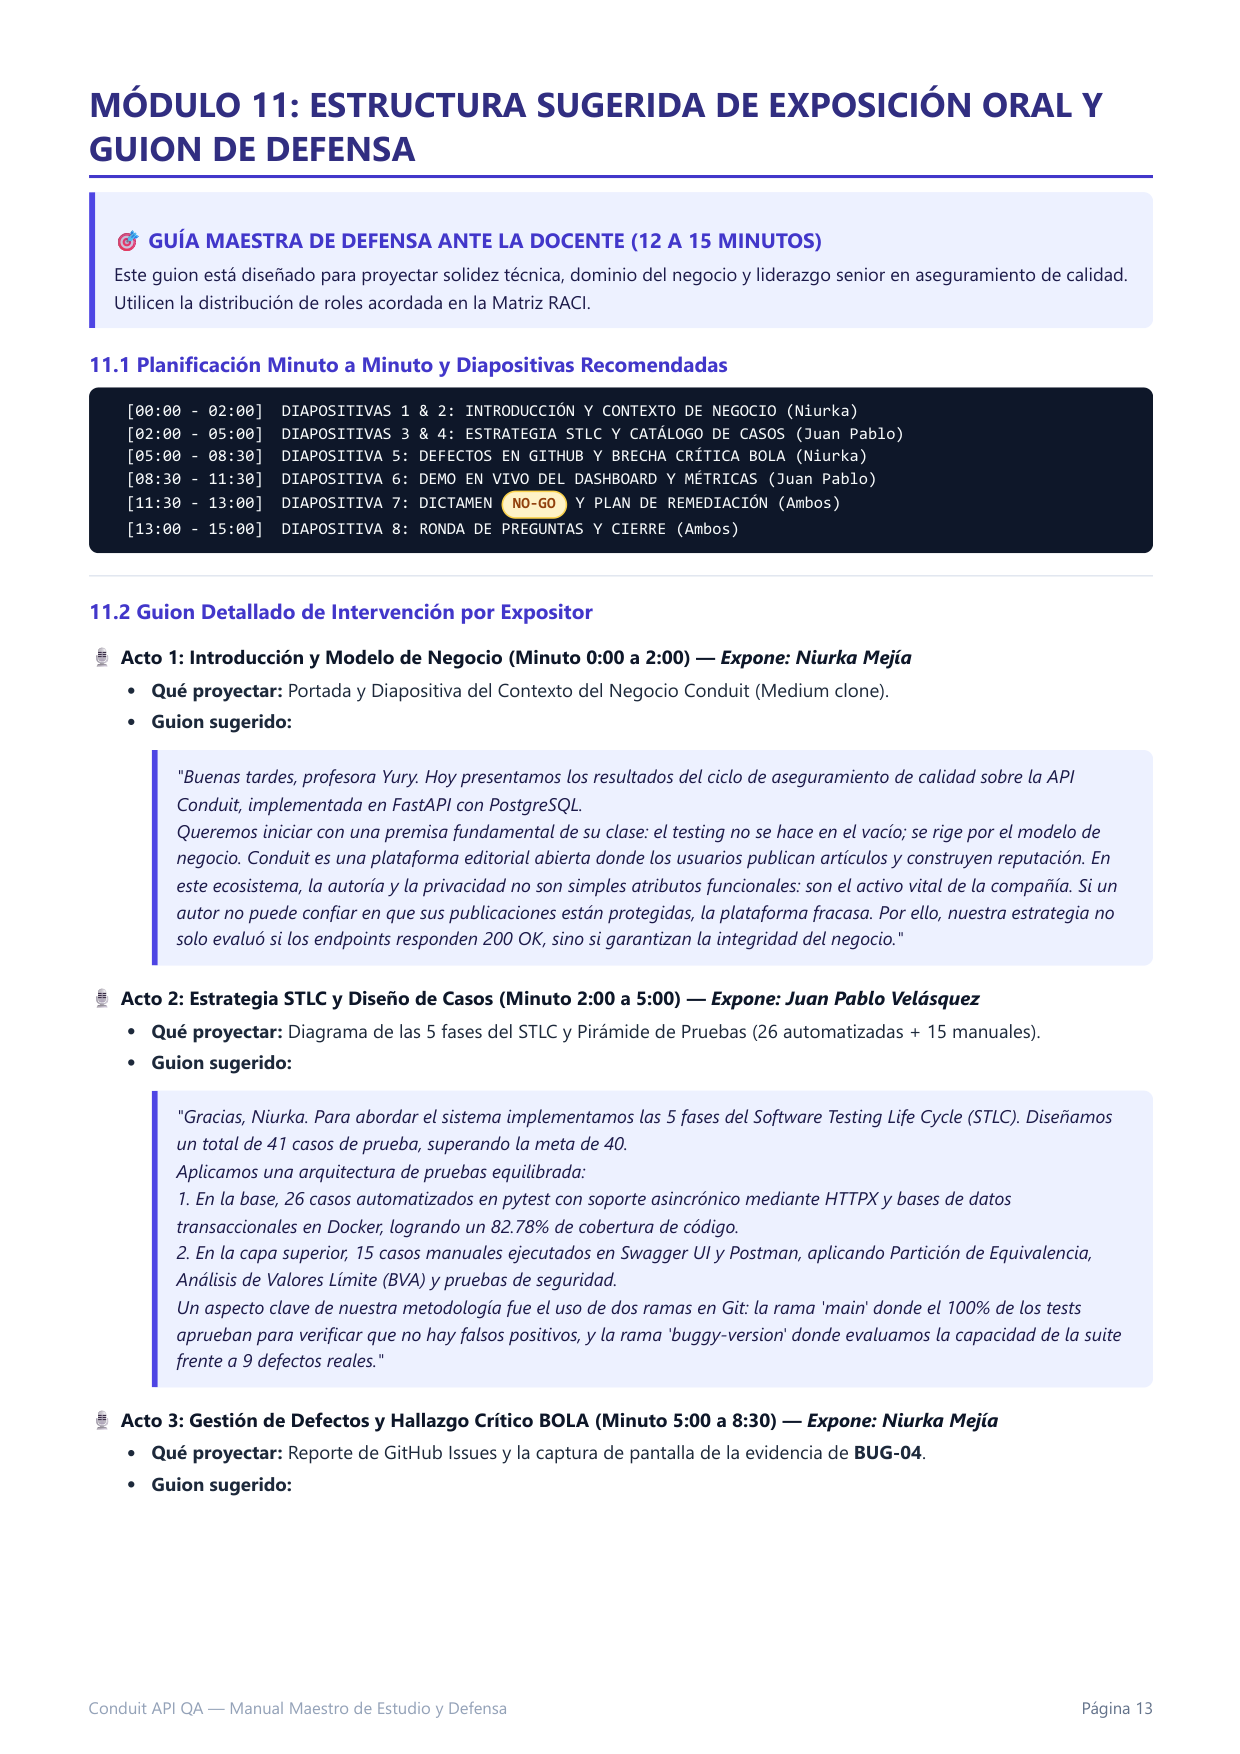 MÓDULO 11: ESTRUCTURA SUGERIDA DE EXPOSICIÓN ORAL Y
GUION DE DEFENSA
🎯 GUÍA MAESTRA DE DEFENSA ANTE LA DOCENTE (12 A 15 MINUTOS)
Este guion está diseñado para proyectar solidez técnica, dominio del negocio y liderazgo senior en aseguramiento de calidad.
Utilicen la distribución de roles acordada en la Matriz RACI.
11.1 Planificación Minuto a Minuto y Diapositivas Recomendadas
[00:00 - 02:00]  DIAPOSITIVAS 1 & 2: INTRODUCCIÓN Y CONTEXTO DE NEGOCIO (Niurka)
[02:00 - 05:00]  DIAPOSITIVAS 3 & 4: ESTRATEGIA STLC Y CATÁLOGO DE CASOS (Juan Pablo)
[05:00 - 08:30]  DIAPOSITIVA 5: DEFECTOS EN GITHUB Y BRECHA CRÍTICA BOLA (Niurka)
[08:30 - 11:30]  DIAPOSITIVA 6: DEMO EN VIVO DEL DASHBOARD Y MÉTRICAS (Juan Pablo)
[11:30 - 13:00]  DIAPOSITIVA 7: DICTAMEN NO-GO Y PLAN DE REMEDIACIÓN (Ambos)
[13:00 - 15:00]  DIAPOSITIVA 8: RONDA DE PREGUNTAS Y CIERRE (Ambos)
11.2 Guion Detallado de Intervención por Expositor
🎙 Acto 1: Introducción y Modelo de Negocio (Minuto 0:00 a 2:00) — Expone: Niurka Mejía
• Qué proyectar: Portada y Diapositiva del Contexto del Negocio Conduit (Medium clone).
• Guion sugerido:
"Buenas tardes, profesora Yury. Hoy presentamos los resultados del ciclo de aseguramiento de calidad sobre la API
Conduit, implementada en FastAPI con PostgreSQL.
Queremos iniciar con una premisa fundamental de su clase: el testing no se hace en el vacío; se rige por el modelo de
negocio. Conduit es una plataforma editorial abierta donde los usuarios publican artículos y construyen reputación. En
este ecosistema, la autoría y la privacidad no son simples atributos funcionales: son el activo vital de la compañía. Si un
autor no puede confiar en que sus publicaciones están protegidas, la plataforma fracasa. Por ello, nuestra estrategia no
solo evaluó si los endpoints responden 200 OK, sino si garantizan la integridad del negocio."
🎙 Acto 2: Estrategia STLC y Diseño de Casos (Minuto 2:00 a 5:00) — Expone: Juan Pablo Velásquez
• Qué proyectar: Diagrama de las 5 fases del STLC y Pirámide de Pruebas (26 automatizadas + 15 manuales).
• Guion sugerido:
"Gracias, Niurka. Para abordar el sistema implementamos las 5 fases del Software Testing Life Cycle (STLC). Diseñamos
un total de 41 casos de prueba, superando la meta de 40.
Aplicamos una arquitectura de pruebas equilibrada:
1. En la base, 26 casos automatizados en pytest con soporte asincrónico mediante HTTPX y bases de datos
transaccionales en Docker, logrando un 82.78% de cobertura de código.
2. En la capa superior, 15 casos manuales ejecutados en Swagger UI y Postman, aplicando Partición de Equivalencia,
Análisis de Valores Límite (BVA) y pruebas de seguridad.
Un aspecto clave de nuestra metodología fue el uso de dos ramas en Git: la rama 'main' donde el 100% de los tests
aprueban para verificar que no hay falsos positivos, y la rama 'buggy-version' donde evaluamos la capacidad de la suite
frente a 9 defectos reales."
🎙 Acto 3: Gestión de Defectos y Hallazgo Crítico BOLA (Minuto 5:00 a 8:30) — Expone: Niurka Mejía
• Qué proyectar: Reporte de GitHub Issues y la captura de pantalla de la evidencia de BUG-04.
• Guion sugerido:
Conduit API QA — Manual Maestro de Estudio y Defensa
Página 13